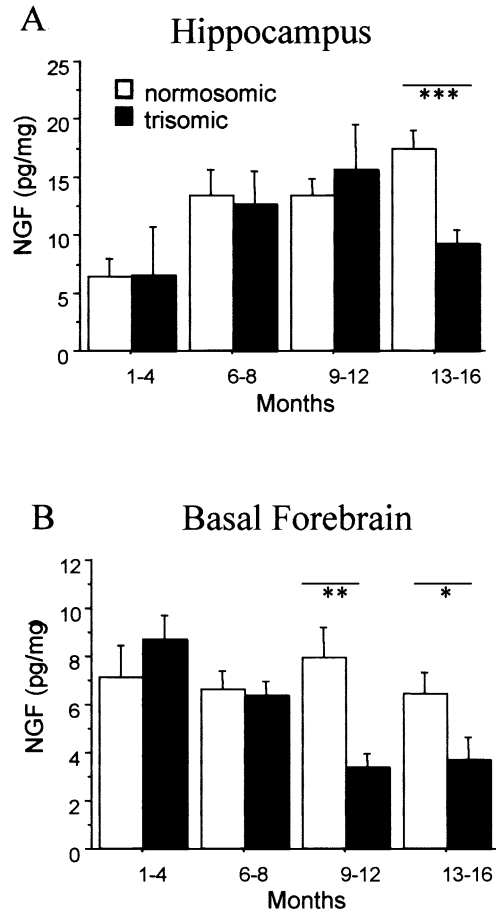 A
Hippocampus
25
20
15
10
5
0
NGF (pg/mg)
normosomic
trisomic
***
1-4 6-8 9-12 13-16
Months
B
Basal Forebrain
12
10
8
6
4
2
0
NGF (pg/mg)
** *
1-4 6-8 9-12 13-16
Months